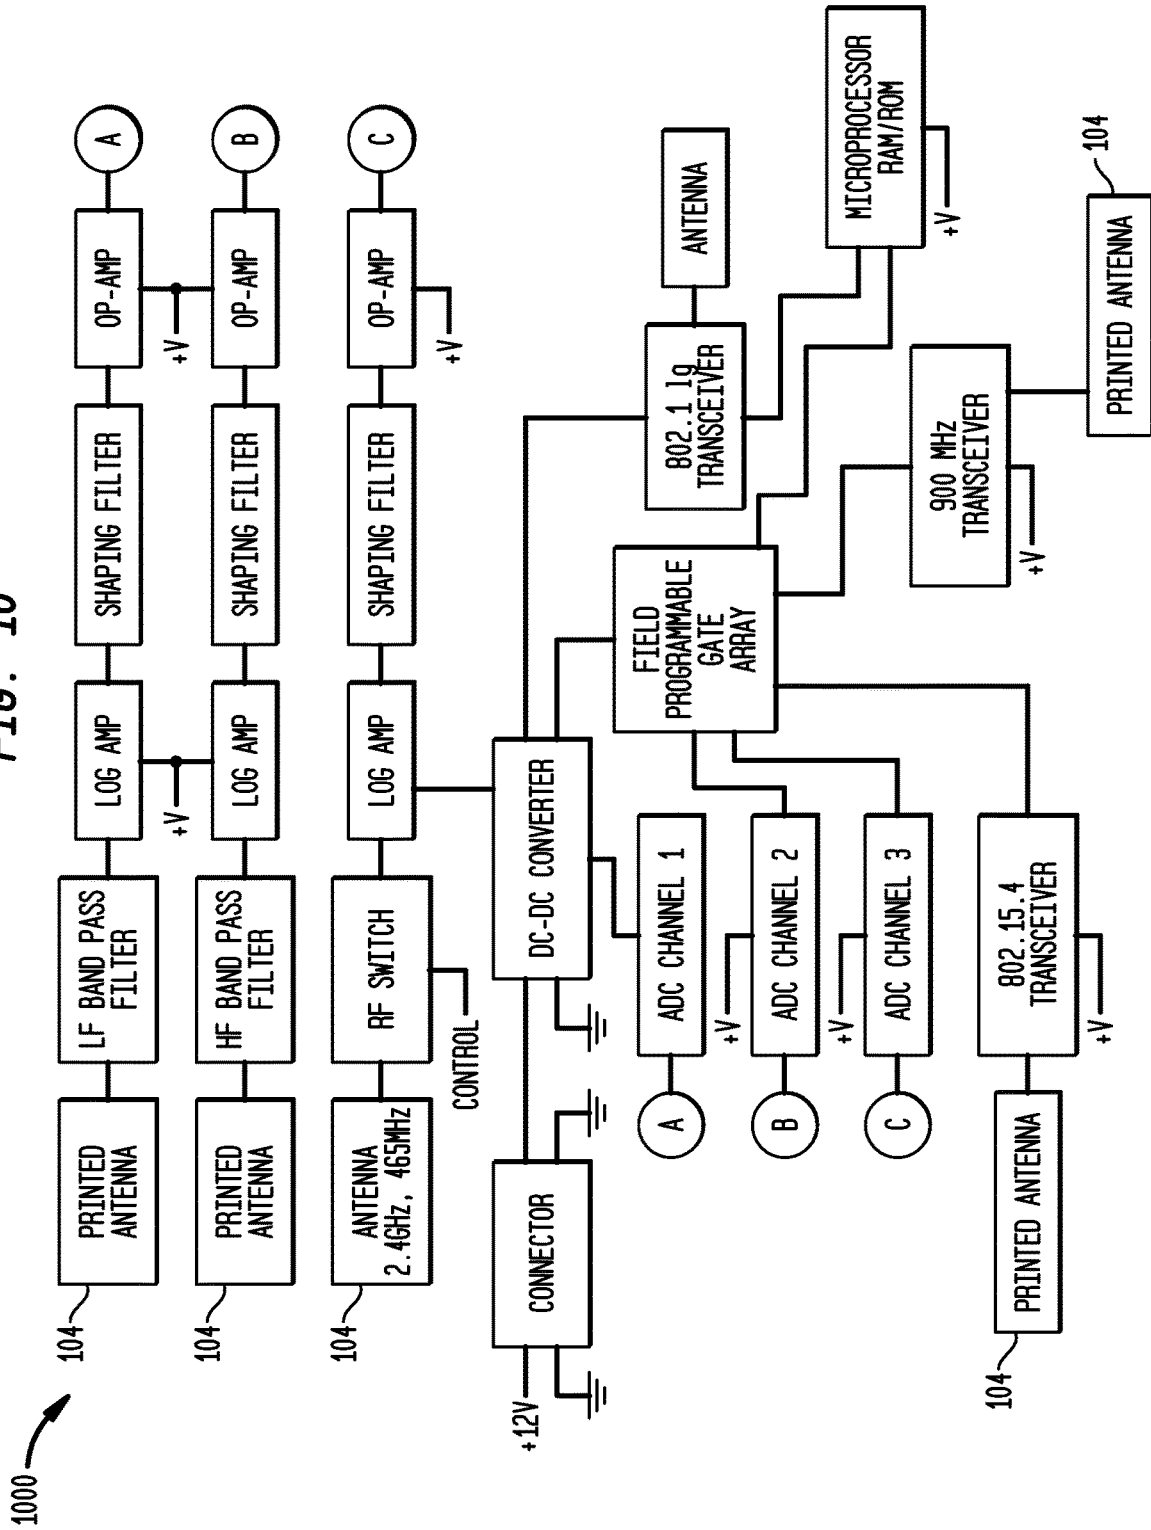 FIG. 10
1000
104
PRINTED
ANTENNA
LF BAND PASS
FILTER
LOG AMP
SHAPING FILTER
OP-AMP
A
+V
+V
104
PRINTED
ANTENNA
HF BAND PASS
FILTER
LOG AMP
SHAPING FILTER
OP-AMP
B
104
ANTENNA
2.4GHz, 465MHz
RF SWITCH
LOG AMP
SHAPING FILTER
OP-AMP
C
CONTROL
+V
+12V
CONNECTOR
DC-DC CONVERTER
A
ADC CHANNEL 1
FIELD
PROGRAMMABLE
GATE
ARRAY
802.1 lg
TRANSCEIVER
ANTENNA
+V
B
ADC CHANNEL 2
+V
C
ADC CHANNEL 3
MICROPROCESSOR
RAM/ROM
+V
900 MHz
TRANSCEIVER
+V
104
PRINTED ANTENNA
802.15.4
TRANSCEIVER
+V
104
PRINTED ANTENNA